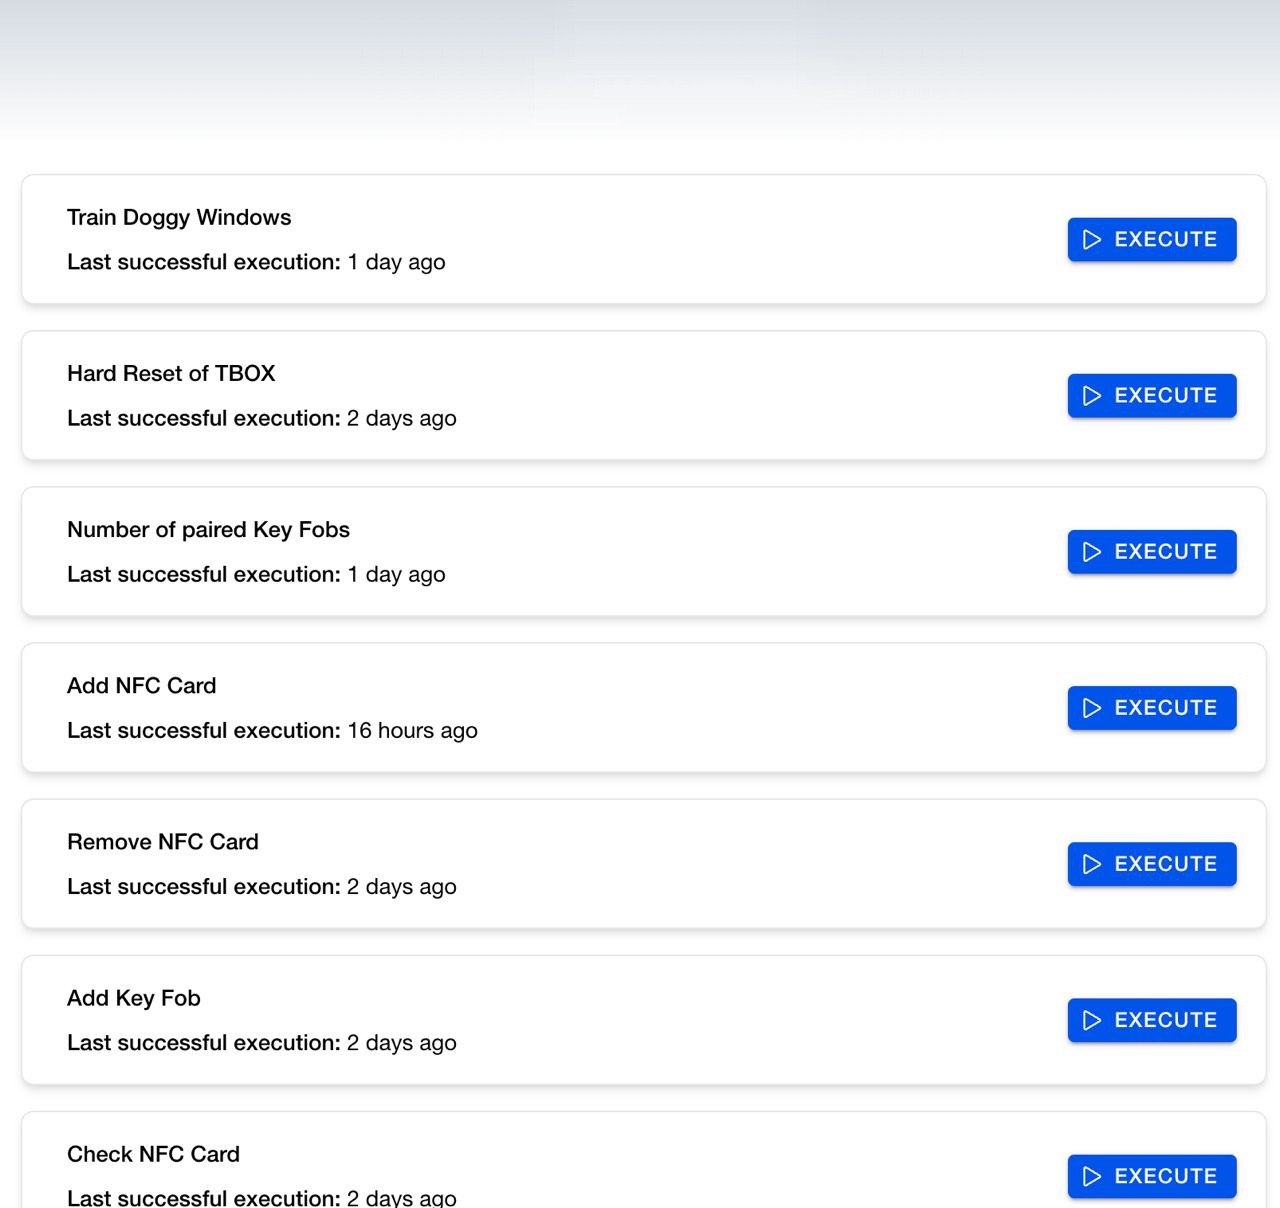 Train Doggy Windows
EXECUTE
Last successful execution: 1 day ago
Hard Reset of TBOX
EXECUTE
Last successful execution: 2 days ago
Number of paired Key Fobs
EXECUTE
Last successful execution: 1 day ago
Add NFC Card
EXECUTE
Last successful execution: 16 hours ago
Remove NFC Card
EXECUTE
Last successful execution: 2 days ago
Add Key Fob
EXECUTE
Last successful execution: 2 days ago
Check NFC Card
EXECUTE
Last successful execution: 2 days ago